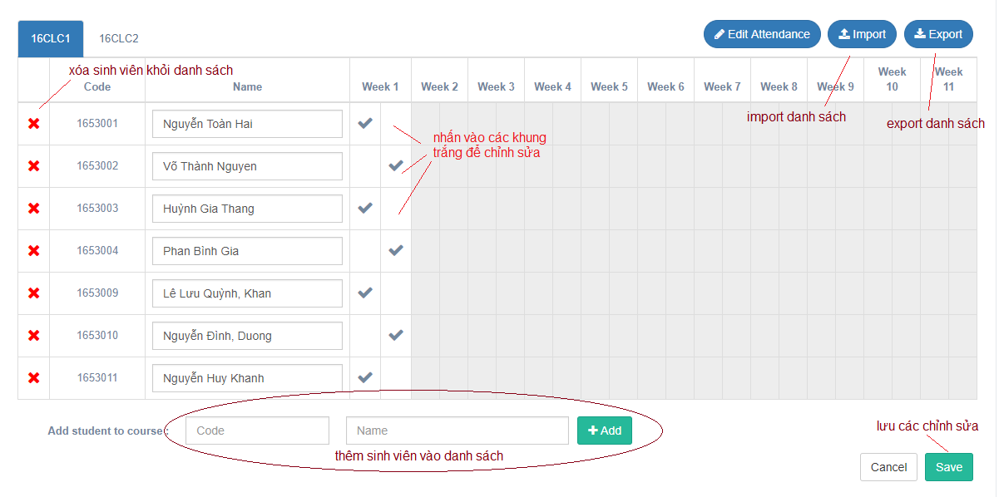 16CLC1 16CLC2 Edit Attendance Import Export
xóa sinh viên khỏi danh sách
Code Name Week 1 Week 2 Week 3 Week 4 Week 5 Week 6 Week 7 Week 8 Week 9 Week 10 Week 11
import danh sách
export danh sách
1653001 Nguyễn Toàn Hai
nhấn vào các khung
trắng để chỉnh sửa
1653002 Võ Thành Nguyen
1653003 Huỳnh Gia Thang
1653004 Phan Bình Gia
1653009 Lê Lưu Quỳnh, Khan
1653010 Nguyễn Đình, Duong
1653011 Nguyễn Huy Khanh
Add student to course: Code Name Add
lưu các chỉnh sửa
thêm sinh viên vào danh sách
Cancel Save